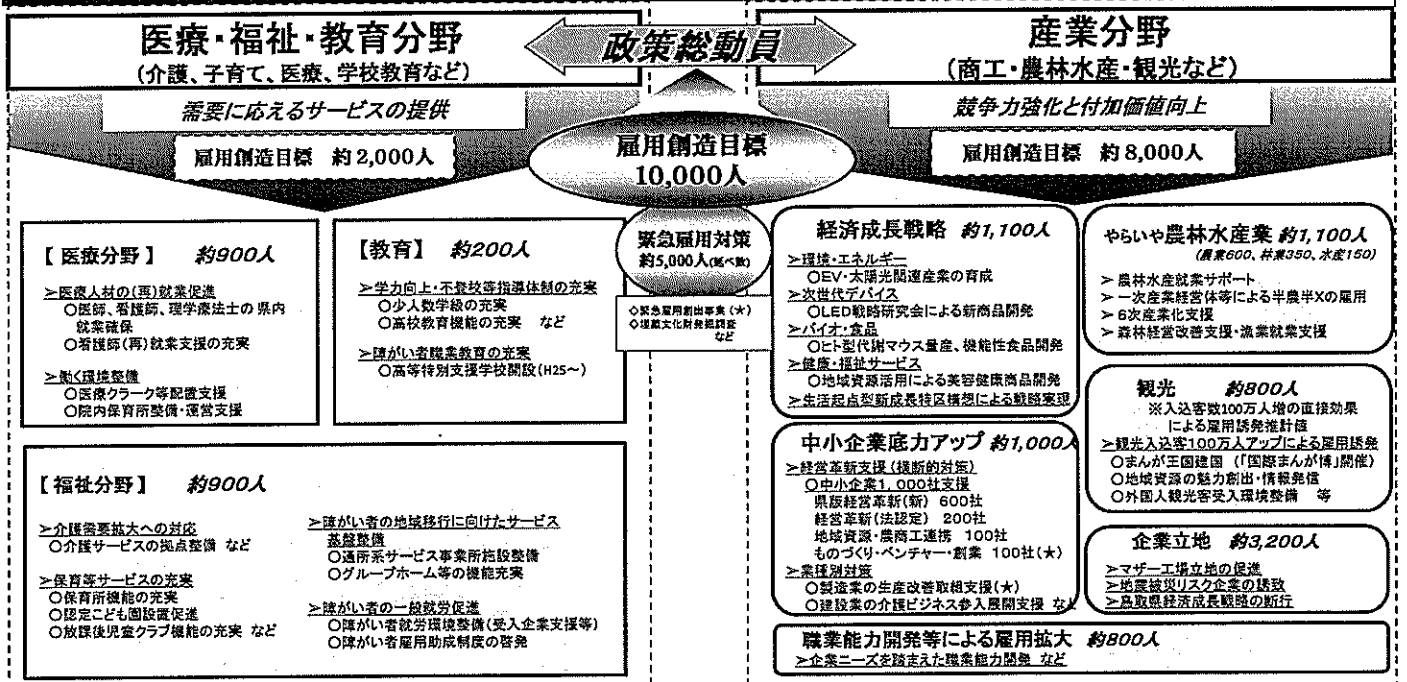 医療・福祉・教育分野
(介護、子育て、医療、学校教育など)
政策総動員
産業分野
(商工・農林水産・観光など)
需要に応えるサービスの提供
雇用創造目標 約2,000人
雇用創造目標
10,000人
競争力強化と付加価値向上
雇用創造目標 約8,000人
【医療分野】 約900人
➢医療人材の(再)就業促進
○医師、看護師、理学療法士の県内
就業確保
○看護師(再)就業支援の充実
➢働く環境整備
○医療クラーク等配置支援
○院内保育所整備・運営支援
【教育】 約200人
➢学力向上・不登校等指導体制の充実
○少人数学級の充実
○高校教育機能の充実 など
➢障がい者職業教育の充実
○高等特別支援学校開設(H25~)
【福祉分野】 約900人
➢介護需要拡大への対応
○介護サービスの拠点整備 など
➢保育等サービスの充実
○保育所機能の充実
○認定こども園設置促進
○放課後児童クラブ機能の充実 など
➢障がい者の地域移行に向けたサービス
基盤整備
○通所系サービス事業所施設整備
○グループホーム等の機能充実
➢障がい者の一般就労促進
○障がい者就労環境整備(受入企業支援等)
○障がい者雇用助成制度の啓発
緊急雇用対策
約5,000人(延べ数)
◇緊急雇用創出事業(★)
◇埋蔵文化財発掘調査
など
経済成長戦略 約1,100人
➢環境・エネルギー
○EV・太陽光関連産業の育成
➢次世代デバイス
○LED戦略研究会による新商品開発
➢バイオ・食品
○ヒト型代謝マウス量産、機能性食品開発
➢健康・福祉サービス
○地域資源活用による美容健康商品開発
➢生活起点型新成長特区構想による戦略実現
中小企業底力アップ 約1,000人
➢経営革新支援(横断的対策)
○中小企業1,000社支援
県版経営革新(新) 600社
経営革新(法認定) 200社
地域資源・農商工連携 100社
ものづくり・ベンチャー・創業 100社(★)
➢業種別対策
○製造業の生産改善取組支援(★)
○建設業の介護ビジネス参入展開支援 など
やらいや農林水産業 約1,100人
(農業600、林業350、水産150)
➢農林水産就業サポート
➢一次産業経営体等による半農半Xの雇用
➢6次産業化支援
➢森林経営改善支援・漁業就業支援
観光 約800人
※入込客数100万人増の直接効果
による雇用誘発推計値
➢観光入込客100万人アップによる雇用誘発
○まんが王国建国 (「国際まんが博」開催)
○地域資源の魅力創出・情報発信
○外国人観光客受入環境整備 等
企業立地 約3,200人
➢マザー工場立地の促進
➢地震被災リスク企業の誘致
➢鳥取県経済成長戦略の断行
職業能力開発等による雇用拡大 約800人
➢企業ニーズを踏まえた職業能力開発 など